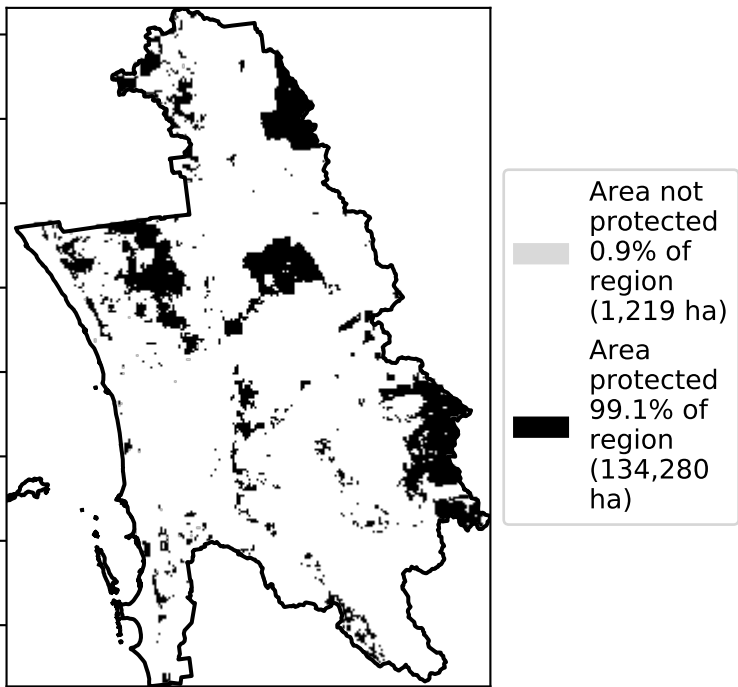 Area not
protected
0.9% of
region
(1,219 ha)
Area
protected
99.1% of
region
(134,280
ha)